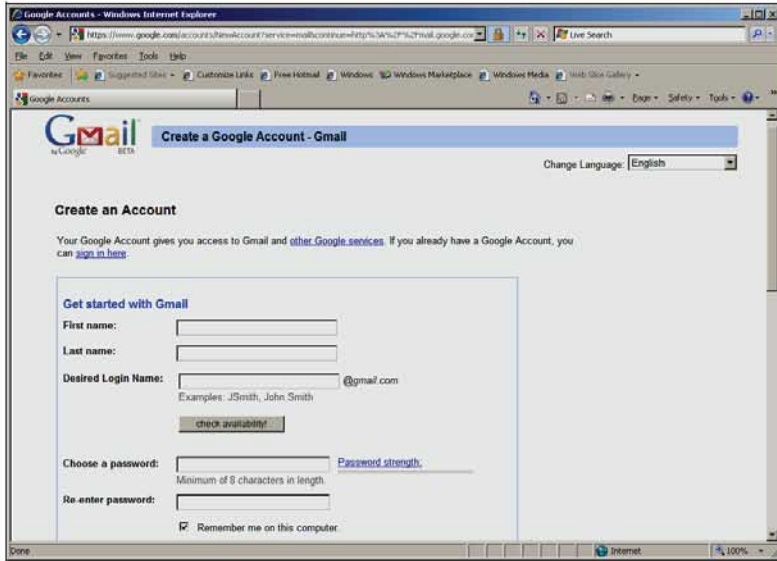 Google Accounts - Windows Internet Explorer
https://www.google.com/accounts/NewAccount?service=mail&continue=http%3A%2F%2Fmail.google.co
Live Search
File Edit View Favorites Tools Help
Favorites Suggested Sites Customize Links Free Hotmail Windows Windows Marketplace Windows Media Web Slice Gallery
Google Accounts
Page Safety Tools
Gmail
by Google BETA
Create a Google Account - Gmail
Change Language: English
Create an Account
Your Google Account gives you access to Gmail and other Google services. If you already have a Google Account, you
can sign in here.
Get started with Gmail
First name:
Last name:
Desired Login Name: @gmail.com
Examples: JSmith, John.Smith
check availability!
Choose a password: Password strength:
Minimum of 8 characters in length.
Re-enter password:
Remember me on this computer.
Done Internet 100%